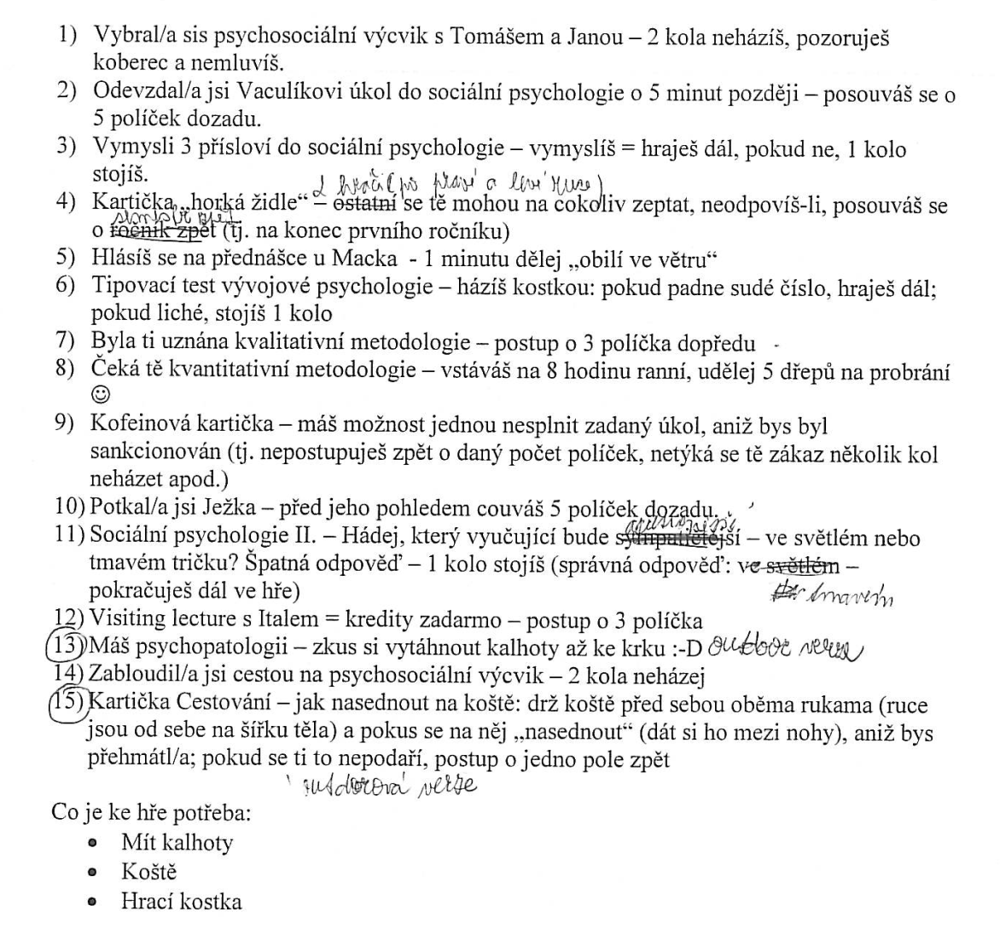 1) Vybral/a sis psychosociální výcvik s Tomášem a Janou – 2 kola neházíš, pozoruješ
koberec a nemluvíš.
2) Odevzdal/a jsi Vaculíkovi úkol do sociální psychologie o 5 minut později – posouváš se o
5 políček dozadu.
3) Vymysli 3 přísloví do sociální psychologie – vymyslíš = hraješ dál, pokud ne, 1 kolo
stojíš.
2 hráči (po pravé a levé ruce)
4) Kartička „horká židle“ – ostatní se tě mohou na cokoliv zeptat, neodpovíš-li, posouváš se
zpět
o ročník zpět (tj. na konec prvního ročníku)
5) Hlásíš se na přednášce u Macka - 1 minutu dělej „obilí ve větru“
6) Tipovací test vývojové psychologie – házíš kostkou: pokud padne sudé číslo, hraješ dál;
pokud liché, stojíš 1 kolo
7) Byla ti uznána kvalitativní metodologie – postup o 3 políčka dopředu
8) Čeká tě kvantitativní metodologie – vstáváš na 8 hodinu ranní, udělej 5 dřepů na probrání
☺
9) Kofeinová kartička – máš možnost jednou nesplnit zadaný úkol, aniž bys byl
sankcionován (tj. nepostupuješ zpět o daný počet políček, netýká se tě zákaz několik kol
neházet apod.)
10) Potkal/a jsi Ježka – před jeho pohledem couváš 5 políček dozadu.
11) Sociální psychologie II. – Hádej, který vyučující bude sympatičtější – ve světlém nebo
tmavém tričku? Špatná odpověď – 1 kolo stojíš (správná odpověď: ve světlém –
pokračuješ dál ve hře)
tmavém
12) Visiting lecture s Italem = kredity zadarmo – postup o 3 políčka
13) Máš psychopatologii – zkus si vytáhnout kalhoty až ke krku :-D outdoor verze
14) Zabloudil/a jsi cestou na psychosociální výcvik – 2 kola neházej
15) Kartička Cestování – jak nasednout na koště: drž koště před sebou oběma rukama (ruce
jsou od sebe na šířku těla) a pokus se na něj „nasednout“ (dát si ho mezi nohy), aniž bys
přehmátl/a; pokud se ti to nepodaří, postup o jedno pole zpět
outdorová verze
Co je ke hře potřeba:
• Mít kalhoty
• Koště
• Hrací kostka